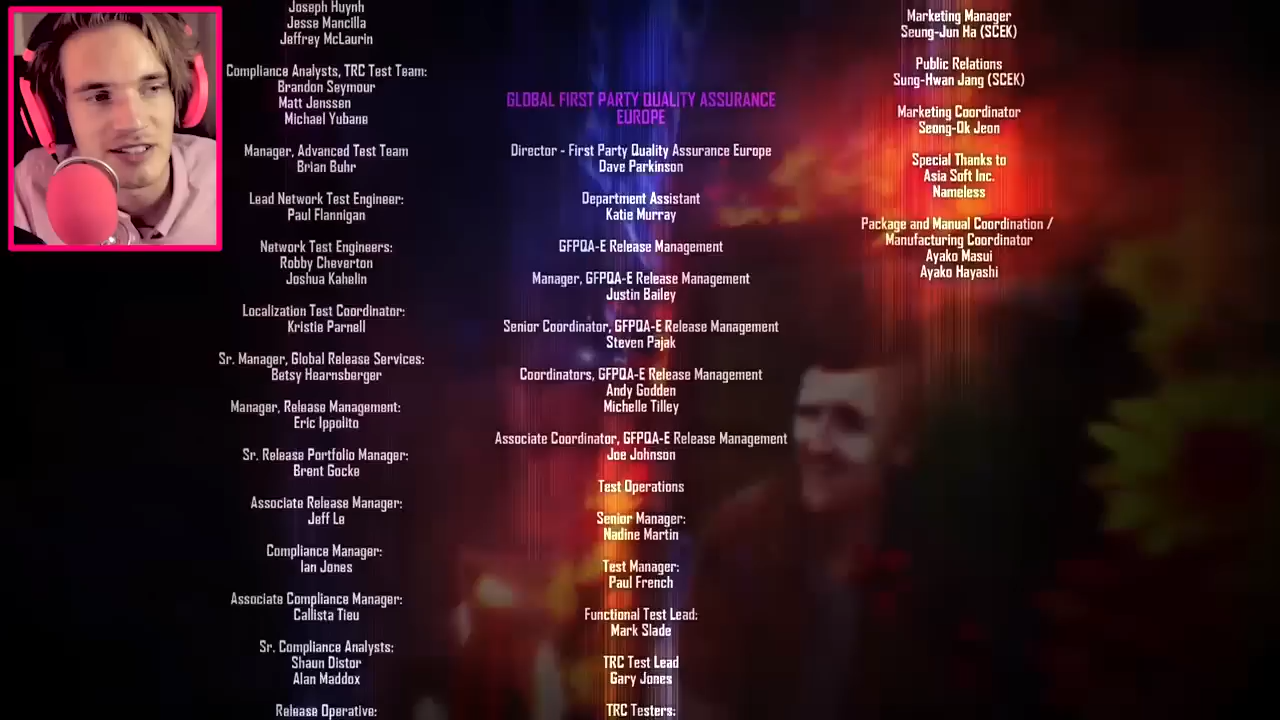 Joseph Huynh
Jesse Mancilla
Jeffrey McLaurin
Compliance Analysts, TRC Test Team:
Brandon Seymour
Matt Jenssen
Michael Yubane
Manager, Advanced Test Team
Brian Buhr
Lead Network Test Engineer:
Paul Flannigan
Network Test Engineers:
Robby Cheverton
Joshua Kahelin
Localization Test Coordinator:
Kristie Parnell
Sr. Manager, Global Release Services:
Betsy Hearnsberger
Manager, Release Management:
Eric Ippolito
Sr. Release Portfolio Manager:
Brent Gocke
Associate Release Manager:
Jeff Le
Compliance Manager:
Ian Jones
Associate Compliance Manager:
Callista Tieu
Sr. Compliance Analysts:
Shaun Distor
Alan Maddox
Release Operative:
GLOBAL FIRST PARTY QUALITY ASSURANCE
EUROPE
Director - First Party Quality Assurance Europe
Dave Parkinson
Department Assistant
Katie Murray
GFPQA-E Release Management
Manager, GFPQA-E Release Management
Justin Bailey
Senior Coordinator, GFPQA-E Release Management
Steven Pajak
Coordinators, GFPQA-E Release Management
Andy Godden
Michelle Tilley
Associate Coordinator, GFPQA-E Release Management
Joe Johnson
Test Operations
Senior Manager:
Nadine Martin
Test Manager:
Paul French
Functional Test Lead:
Mark Slade
TRC Test Lead
Gary Jones
TRC Testers:
Marketing Manager
Seung-Jun Ha (SCEK)
Public Relations
Sung-Hwan Jang (SCEK)
Marketing Coordinator
Seong-Ok Jeon
Special Thanks to
Asia Soft Inc.
Nameless
Package and Manual Coordination /
Manufacturing Coordinator
Ayako Masui
Ayako Hayashi